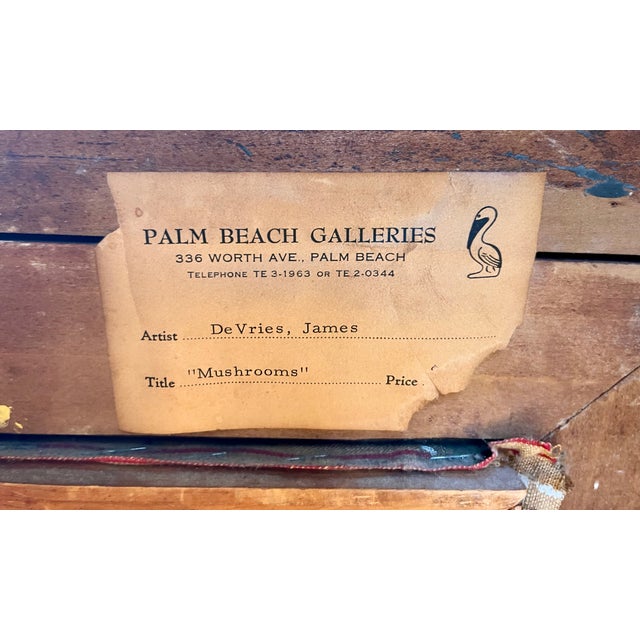 PALM BEACH GALLERIES
336 WORTH AVE., PALM BEACH
TELEPHONE TE 3-1963 OR TE 2-0344
Artist DeVries, James
Title "Mushrooms" Price